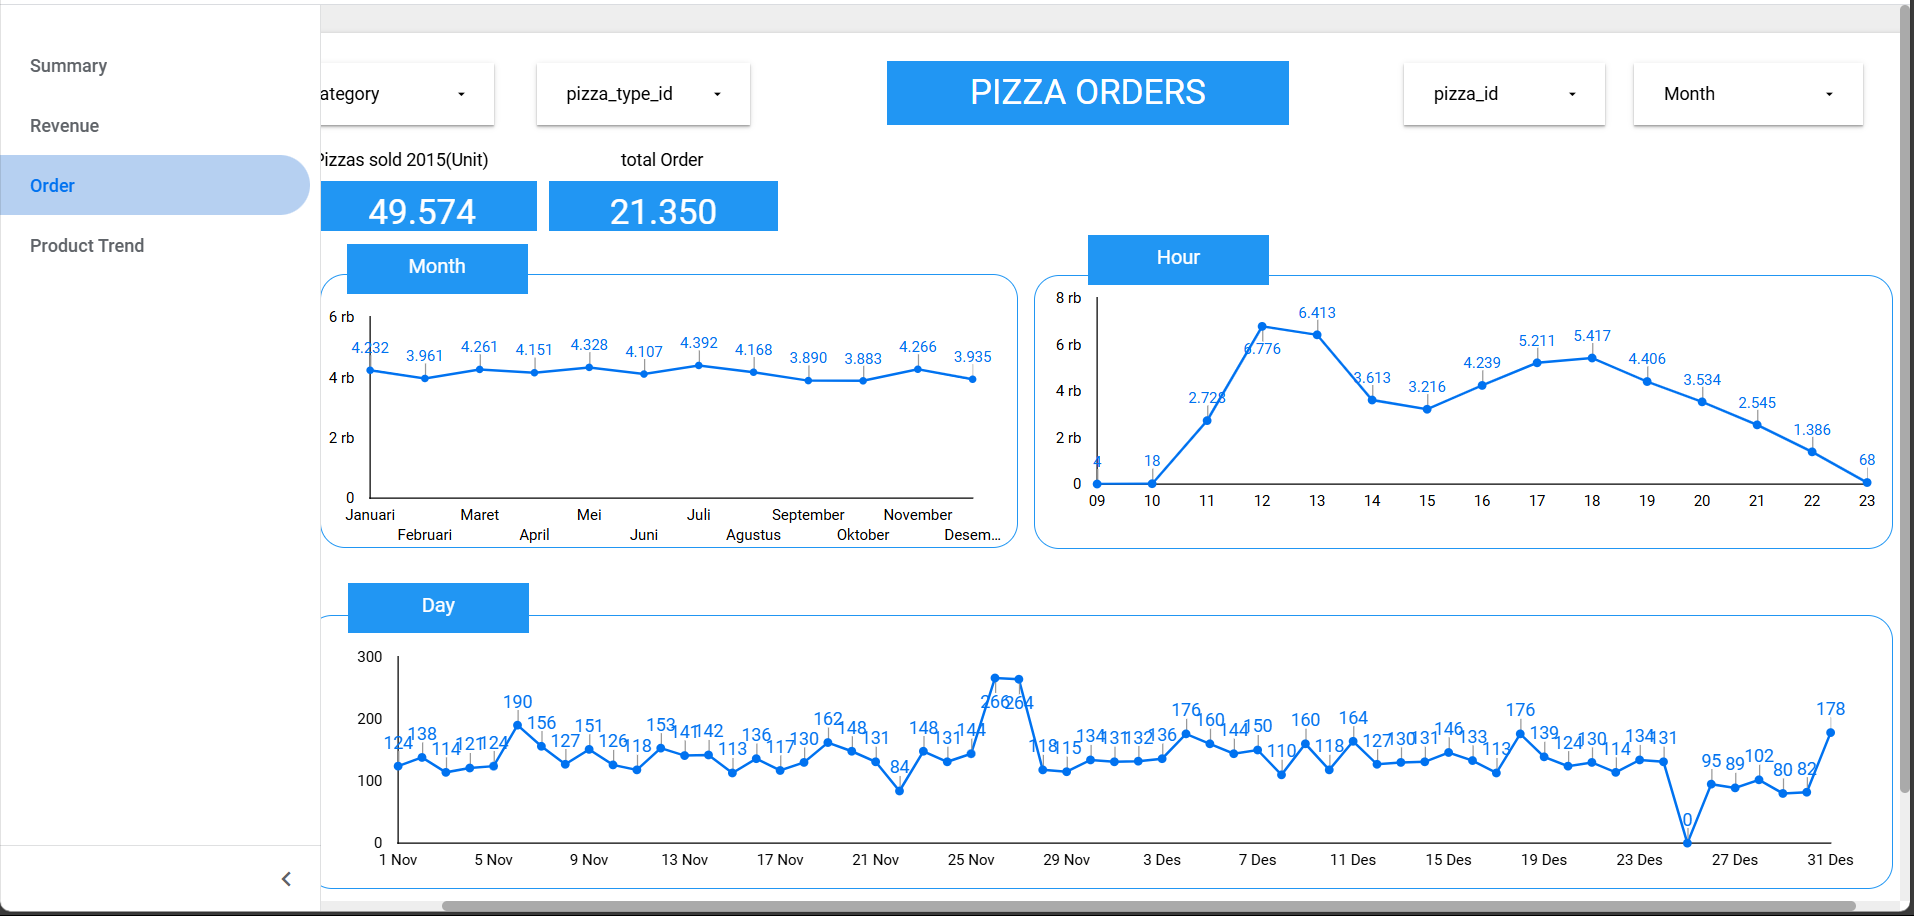 Summary
Revenue
Order
Product Trend
ategory
pizza_type_id
PIZZA ORDERS
pizza_id
Month
Pizzas sold 2015(Unit)
total Order
49.574
21.350
Month
6 rb
4 rb
2 rb
0
4.232
3.961
4.261
4.151
4.328
4.107
4.392
4.168
3.890
3.883
4.266
3.935
Januari
Februari
Maret
April
Mei
Juni
Juli
Agustus
September
Oktober
November
Desem...
Hour
8 rb
6 rb
4 rb
2 rb
0
4
18
2.728
6.776
6.413
3.613
3.216
4.239
5.211
5.417
4.406
3.534
2.545
1.386
68
09 10 11 12 13 14 15 16 17 18 19 20 21 22 23
Day
300
200
100
0
124
138
114
121
124
190
156
127
151
126
118
153
141
142
113
136
117
130
162
148
131
84
148
131
144
266
264
118
115
134
131
132
136
176
160
144
150
110
160
118
164
127
130
131
146
133
113
176
139
124
130
114
134
131
0
95
89
102
80
82
178
1 Nov 5 Nov 9 Nov 13 Nov 17 Nov 21 Nov 25 Nov 29 Nov 3 Des 7 Des 11 Des 15 Des 19 Des 23 Des 27 Des 31 Des